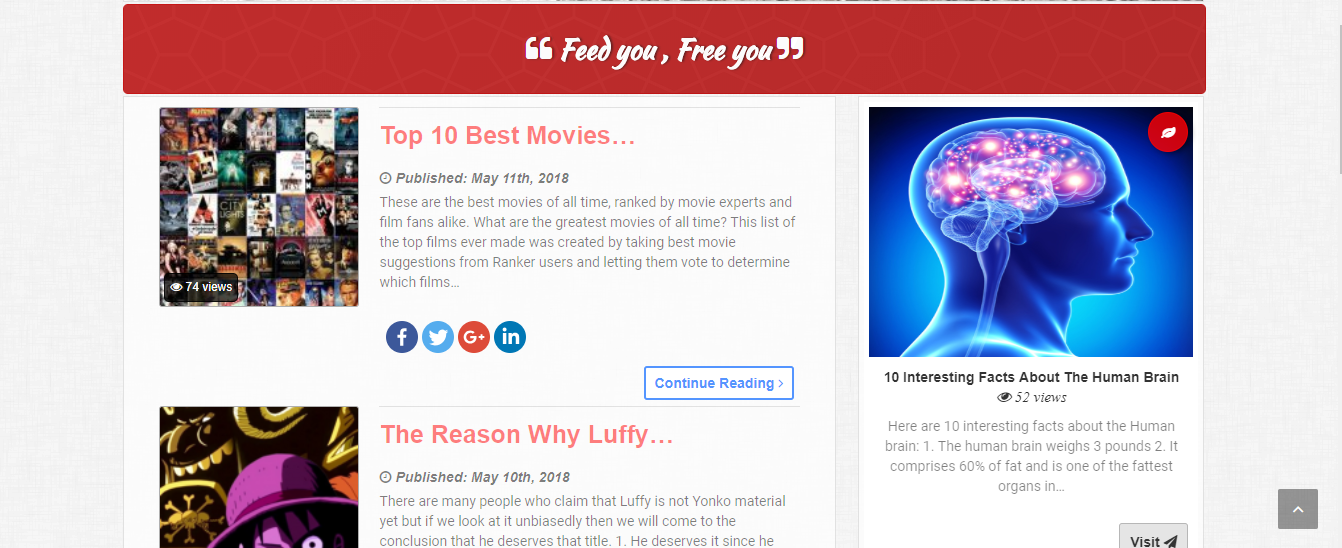 Feed you , Free you
Top 10 Best Movies...
Published: May 11th, 2018
These are the best movies of all time, ranked by movie experts and
film fans alike. What are the greatest movies of all time? This list of
the top films ever made was created by taking best movie
suggestions from Ranker users and letting them vote to determine
which films...
74 views
Continue Reading
The Reason Why Luffy...
Published: May 10th, 2018
There are many people who claim that Luffy is not Yonko material
yet but if we look at it unbiasedly then we will come to the
conclusion that he deserves that title. 1. He deserves it since he
10 Interesting Facts About The Human Brain
52 views
Here are 10 interesting facts about the Human
brain: 1. The human brain weighs 3 pounds 2. It
comprises 60% of fat and is one of the fattest
organs in...
Visit